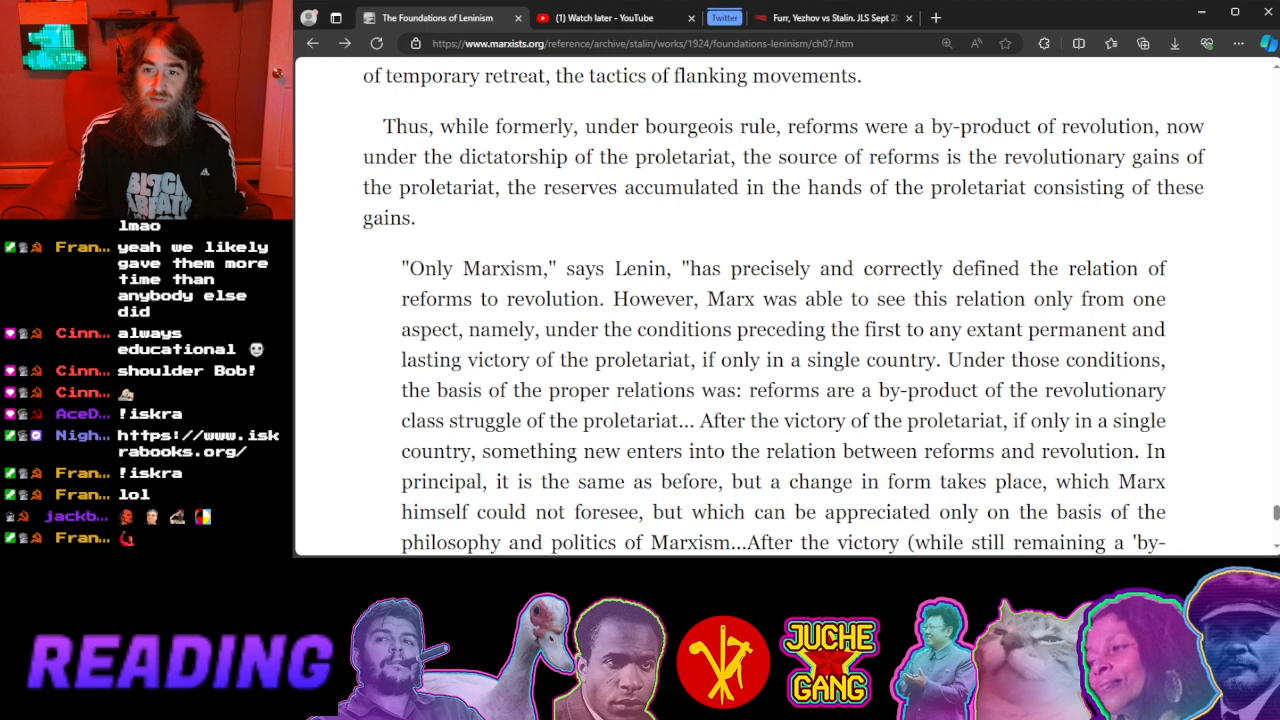 The Foundations of Leninism
(1) Watch later - YouTube
Twitter
Furr, Yezhov vs Stalin. JLS Sept 20
https://www.marxists.org/reference/archive/stalin/works/1924/foundations-leninism/ch07.htm
of temporary retreat, the tactics of flanking movements.
Thus, while formerly, under bourgeois rule, reforms were a by-product of revolution, now
under the dictatorship of the proletariat, the source of reforms is the revolutionary gains of
the proletariat, the reserves accumulated in the hands of the proletariat consisting of these
gains.
"Only Marxism," says Lenin, "has precisely and correctly defined the relation of
reforms to revolution. However, Marx was able to see this relation only from one
aspect, namely, under the conditions preceding the first to any extant permanent and
lasting victory of the proletariat, if only in a single country. Under those conditions,
the basis of the proper relations was: reforms are a by-product of the revolutionary
class struggle of the proletariat... After the victory of the proletariat, if only in a single
country, something new enters into the relation between reforms and revolution. In
principal, it is the same as before, but a change in form takes place, which Marx
himself could not foresee, but which can be appreciated only on the basis of the
philosophy and politics of Marxism...After the victory (while still remaining a 'by-
lmao
Fran... yeah we likely
gave them more
time than
anybody else
did
Cinn... always
educational
Cinn... shoulder Bob!
Cinn...
AceD... !iskra
Nigh... https://www.isk
rabooks.org/
Fran... !iskra
Fran... lol
jackb...
Fran...
READING
JUCHE
GANG